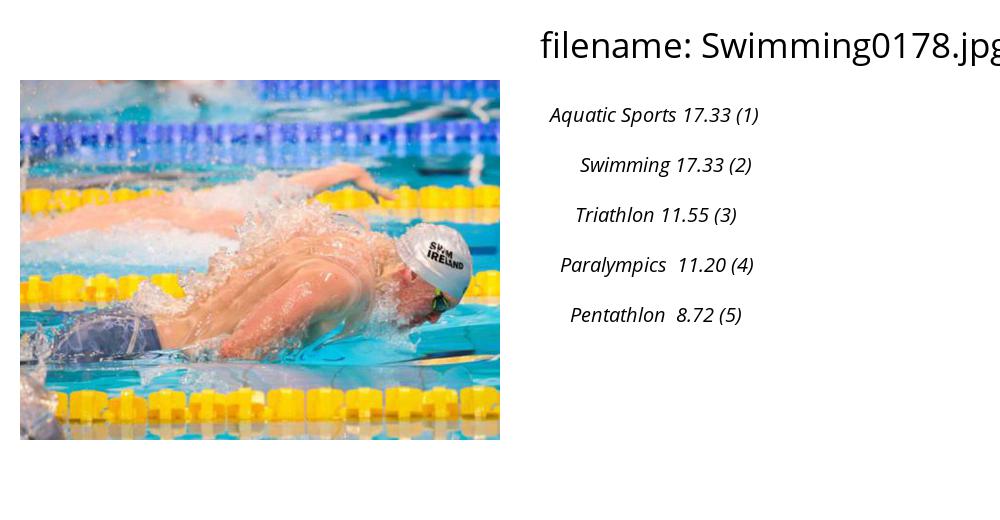 filename: Swimming0178.jpg
Aquatic Sports 17.33 (1)
Swimming 17.33 (2)
Triathlon 11.55 (3)
Paralympics 11.20 (4)
Pentathlon 8.72 (5)
SWIM
IRELAND